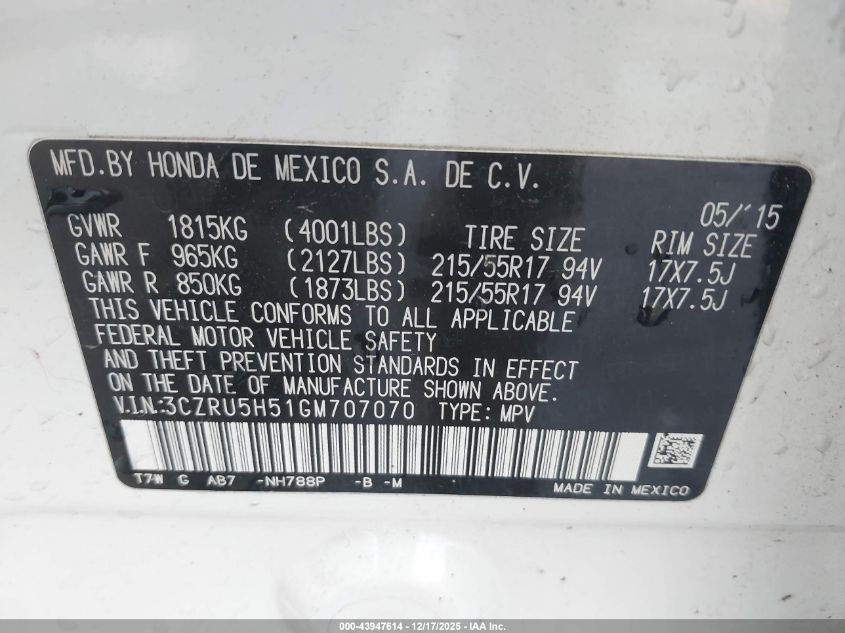 MFD.BY HONDA DE MEXICO S.A. DE C.V.
05/'15
GVWR 1815KG (4001LBS) TIRE SIZE RIM SIZE
GAWR F 965KG (2127LBS) 215/55R17 94V 17X7.5J
GAWR R 850KG (1873LBS) 215/55R17 94V 17X7.5J
THIS VEHICLE CONFORMS TO ALL APPLICABLE
FEDERAL MOTOR VEHICLE SAFETY
AND THEFT PREVENTION STANDARDS IN EFFECT
ON THE DATE OF MANUFACTURE SHOWN ABOVE.
V.I.N:3CZRU5H51GM707070 TYPE: MPV
T7W G AB7 -NH788P -B -M
MADE IN MEXICO
000-43947614 - 12/17/2025 - IAA Inc.